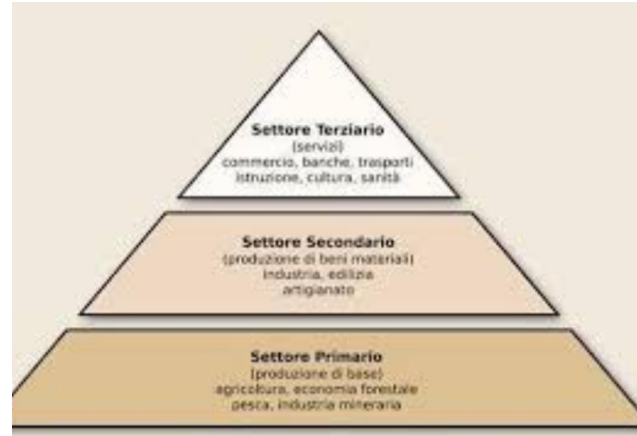 Settore Terziario
(servizi)
commercio, banche, trasporti
istruzione, cultura, sanità
Settore Secondario
(produzione di beni materiali)
industria, edilizia
artigianato
Settore Primario
(produzione di base)
agricoltura, economia forestale
pesca, industria mineraria